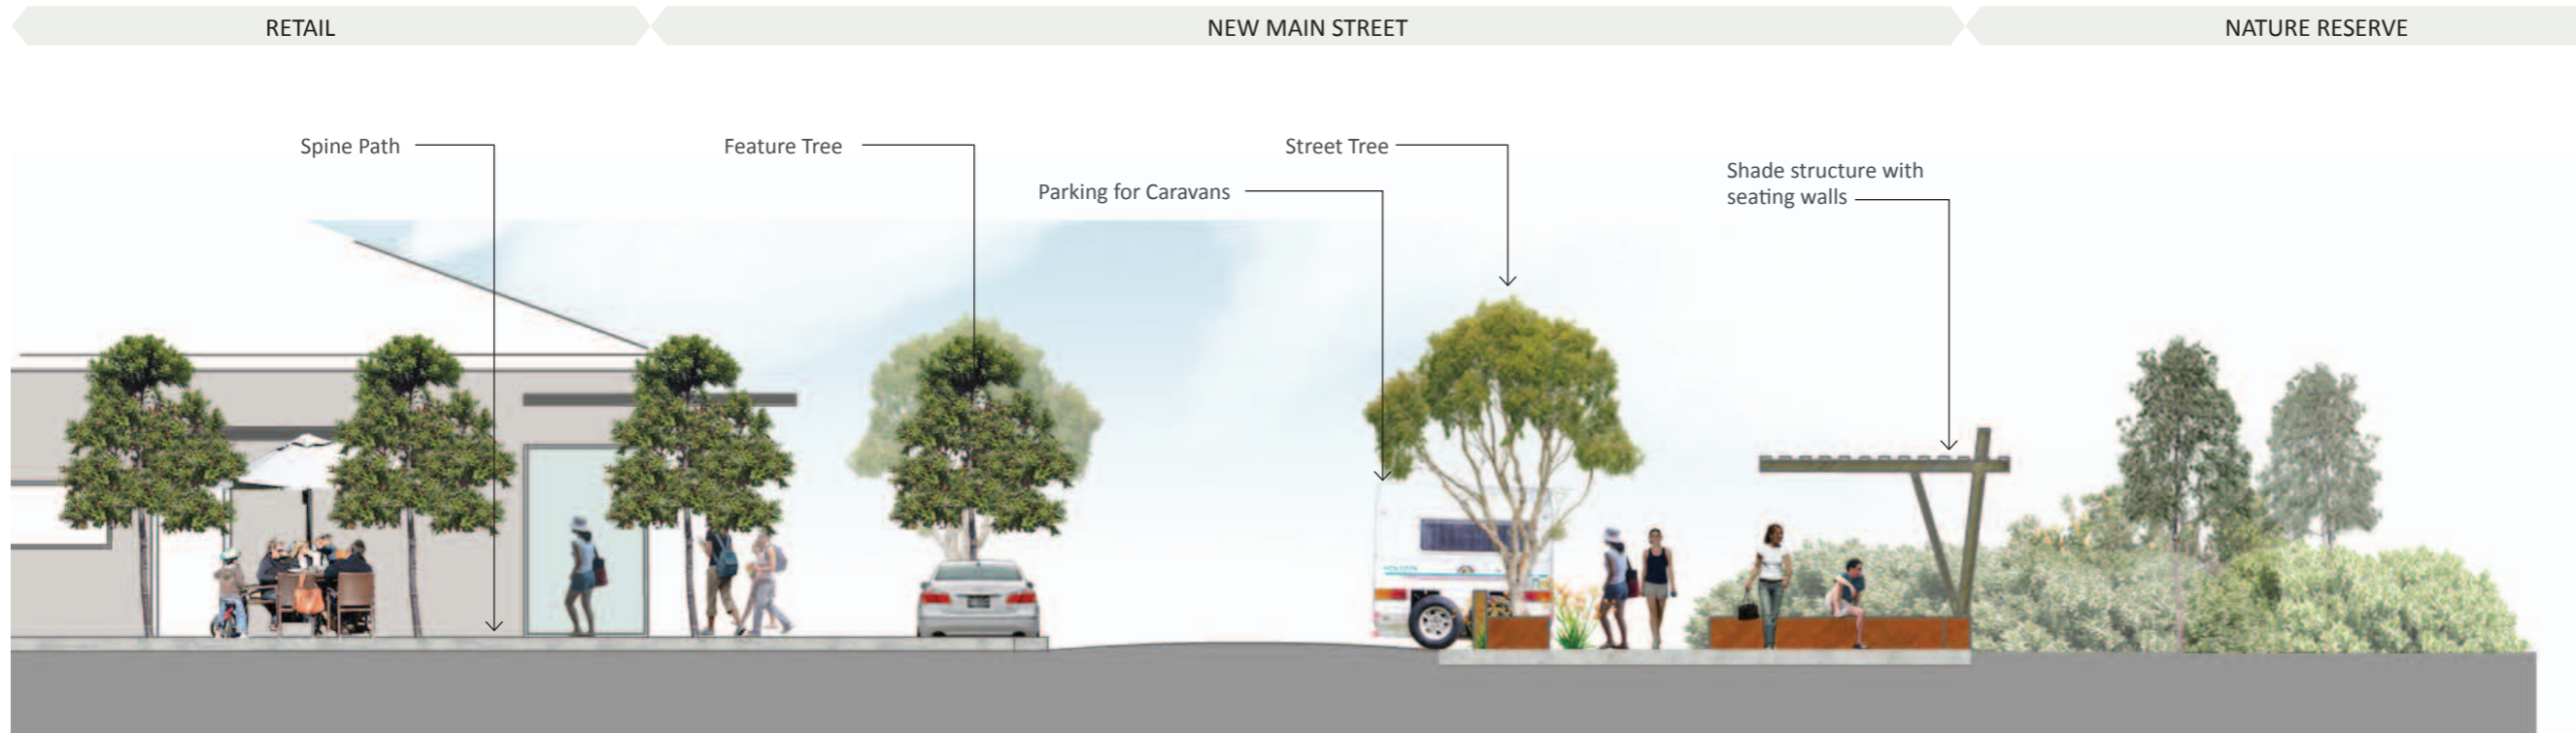 RETAIL
NEW MAIN STREET
NATURE RESERVE
Spine Path
Feature Tree
Street Tree
Parking for Caravans
Shade structure with
seating walls